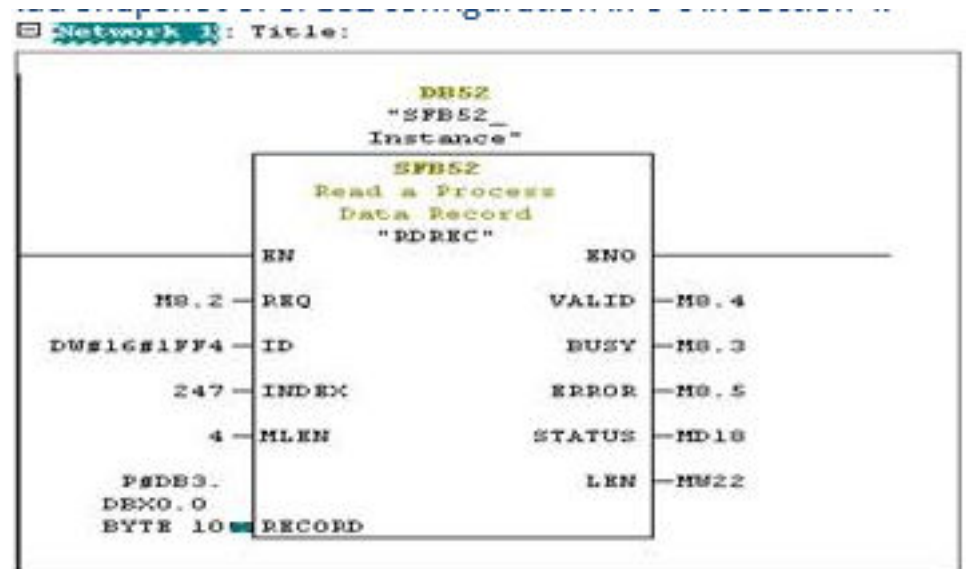 Network 1: Title:
DB52
"SFB52_
Instance"
SFB52
Read a Process
Data Record
"RDREC"
EN ENO
M8.2 REQ VALID M8.4
DW#16#1FF4 ID BUSY M8.3
247 INDEX ERROR M8.5
4 MLEN STATUS MD18
P#DB3. LEN MW22
DBX0.0
BYTE 10 RECORD